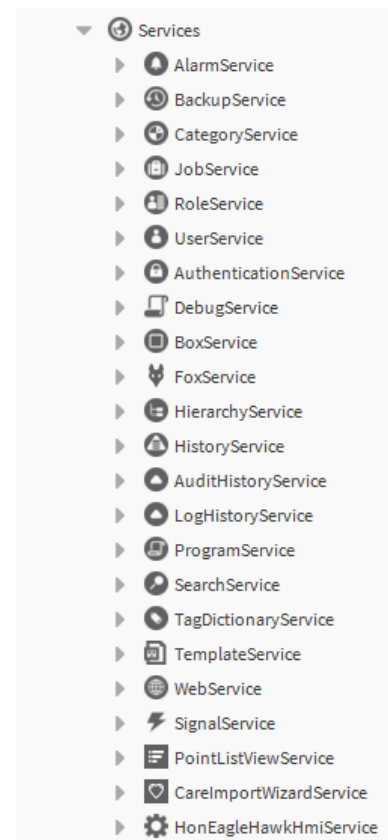 Services
AlarmService
BackupService
CategoryService
JobService
RoleService
UserService
AuthenticationService
DebugService
BoxService
FoxService
HierarchyService
HistoryService
AuditHistoryService
LogHistoryService
ProgramService
SearchService
TagDictionaryService
TemplateService
WebService
SignalService
PointListViewService
CareImportWizardService
HonEagleHawkHmiService